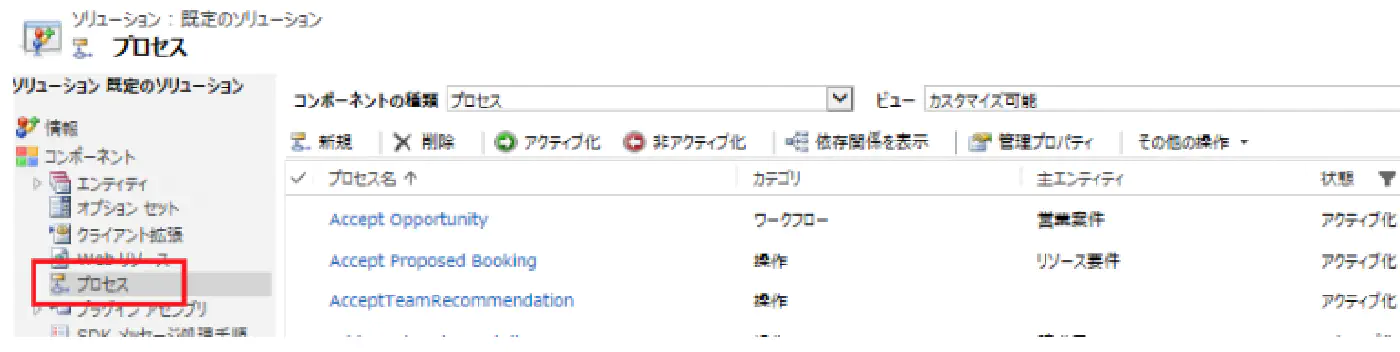 ソリューション : 既定のソリューション
プロセス
ソリューション 既定のソリューション
情報
コンポーネント
エンティティ
オプション セット
クライアント拡張
Web リソース
プロセス
プラグイン アセンブリ
SDK メッセージ処理手順
コンポーネントの種類 プロセス ビュー カスタマイズ可能
新規 削除 アクティブ化 非アクティブ化 依存関係を表示 管理プロパティ その他の操作
プロセス名 ↑ カテゴリ 主エンティティ 状態
Accept Opportunity ワークフロー 営業案件 アクティブ化
Accept Proposed Booking 操作 リソース要件 アクティブ化
AcceptTeamRecommendation 操作 アクティブ化